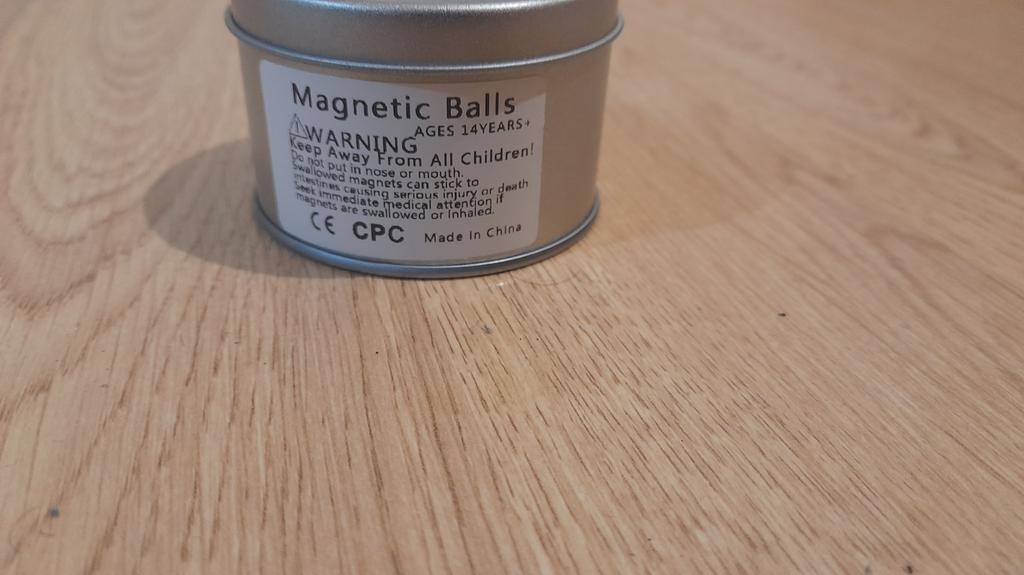 Magnetic Balls
AGES 14YEARS+
⚠WARNING
Keep Away From All Children!
Do not put in nose or mouth.
Swallowed magnets can stick to
intestines causing serious injury or death
Seek immediate medical attention if
magnets are swallowed or Inhaled.
CE CPC Made In China